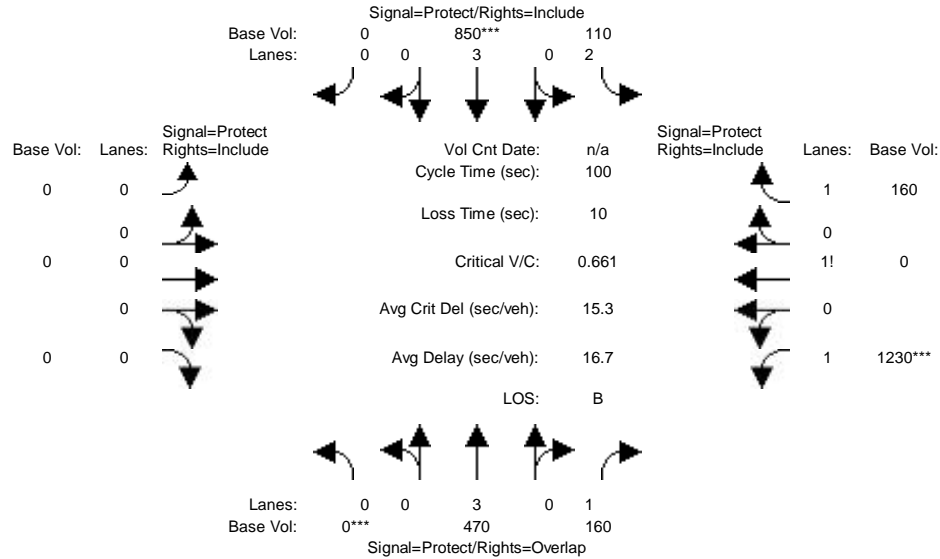 Signal=Protect/Rights=Include
Base Vol: 0 850*** 110
Lanes: 0 0 3 0 2
Signal=Protect
Base Vol: Lanes: Rights=Include
Vol Cnt Date: n/a
Signal=Protect
Rights=Include Lanes: Base Vol:
Cycle Time (sec): 100
0 0
1 160
Loss Time (sec): 10
0
0
0 0
Critical V/C: 0.661
1! 0
0
Avg Crit Del (sec/veh): 15.3
0
0 0
Avg Delay (sec/veh): 16.7
1 1230***
LOS: B
Lanes: 0 0 3 0 1
Base Vol: 0*** 470 160
Signal=Protect/Rights=Overlap